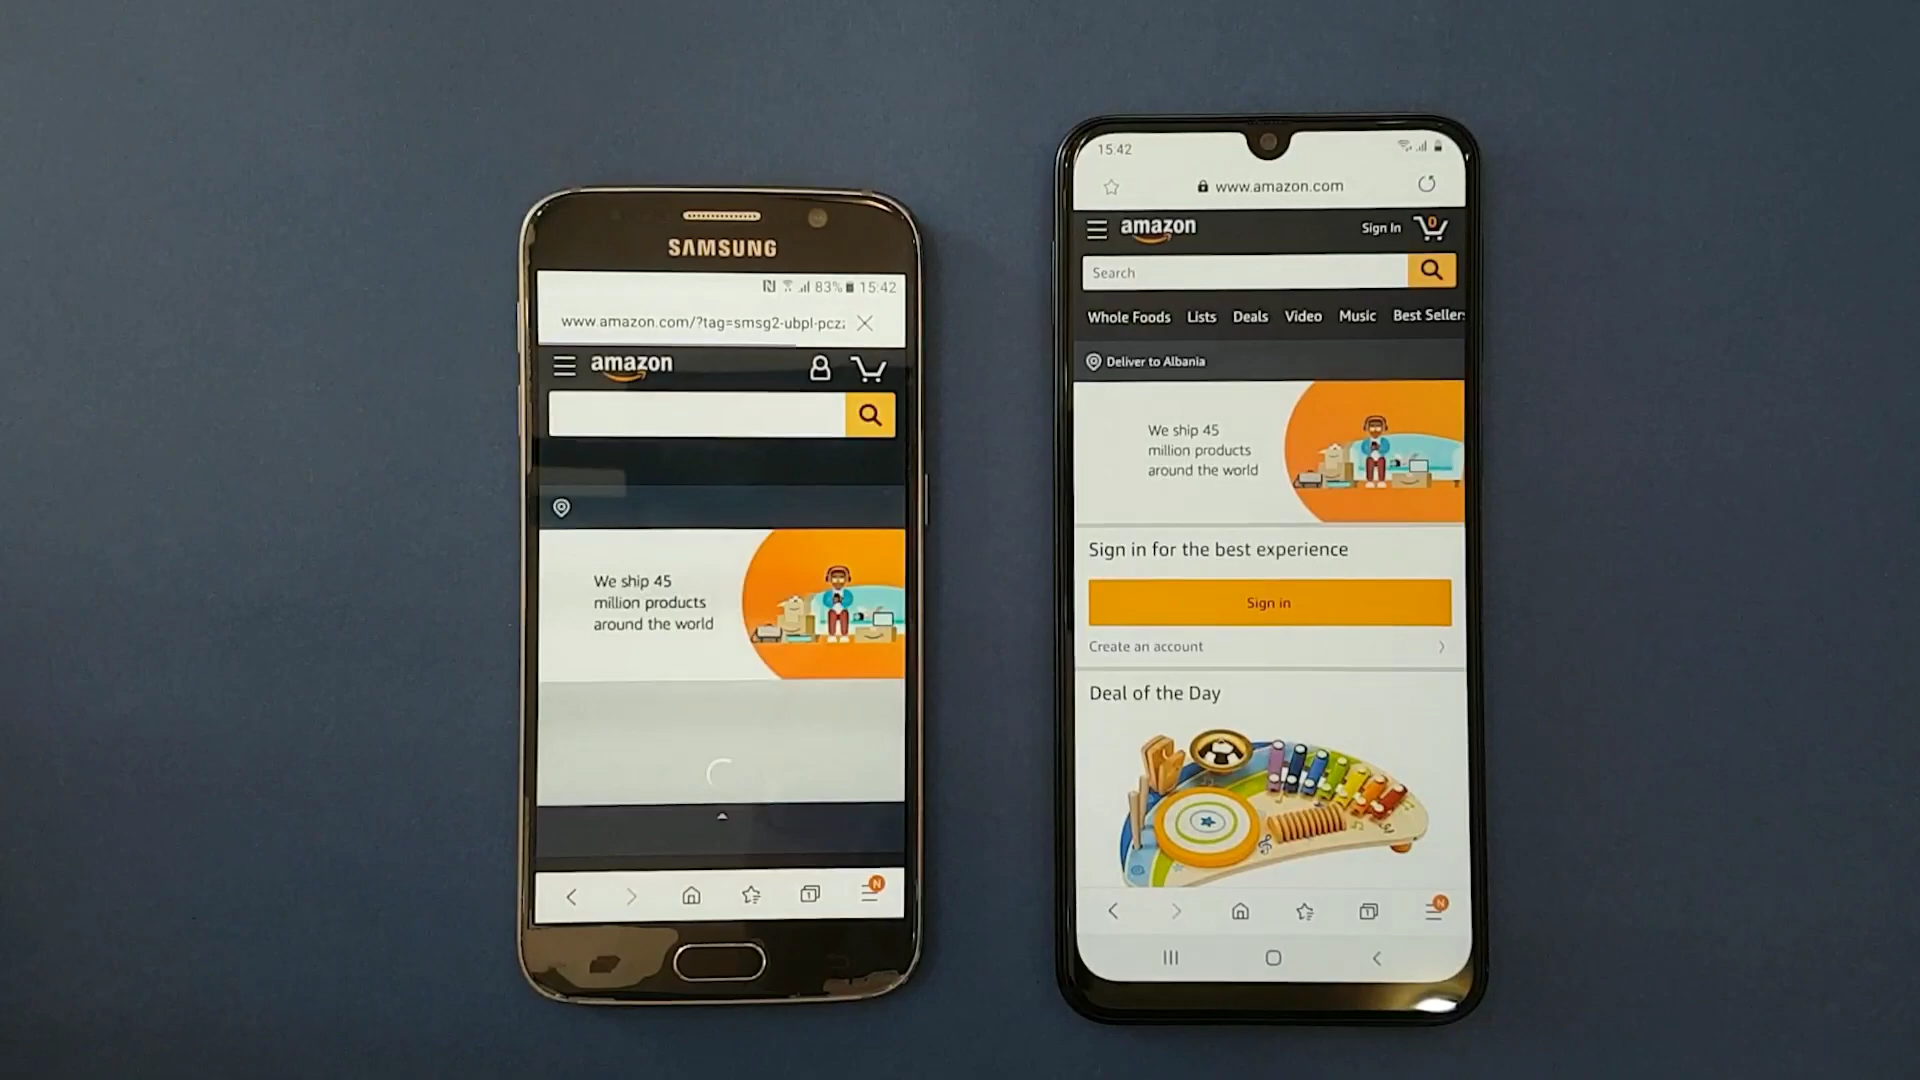 SAMSUNG
83% 15:42
www.amazon.com/?tag=smsg2-ubpl-pcz
amazon
We ship 45
million products
around the world
1
N
15:42
www.amazon.com
amazon
Sign In
0
Search
Whole Foods Lists Deals Video Music Best Sellers
Deliver to Albania
We ship 45
million products
around the world
Sign in for the best experience
Sign in
Create an account
Deal of the Day
1
N